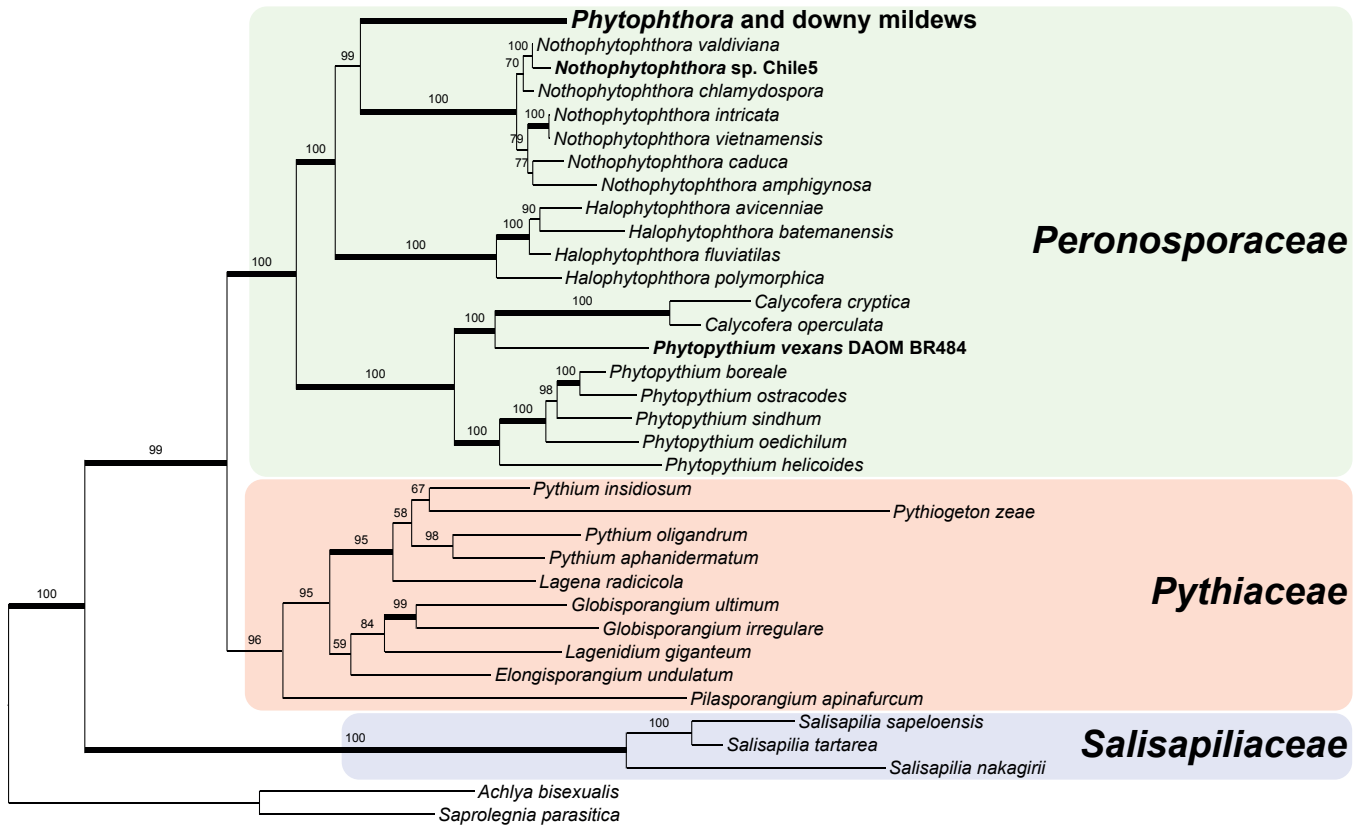 Phytophthora and downy mildews
100
Nothophytophthora valdiviana
99
70
Nothophytophthora sp. Chile5
100
Nothophytophthora chlamydospora
100
Nothophytophthora intricata
79
Nothophytophthora vietnamensis
100
77
Nothophytophthora caduca
Nothophytophthora amphigynosa
90
Halophytophthora avicenniae
100
Halophytophthora batemanensis
Peronosporaceae
100
Halophytophthora fluviatilas
100
Halophytophthora polymorphica
100
Calycofera cryptica
100
Calycofera operculata
Phytopythium vexans DAOM BR484
100
100
Phytopythium boreale
98
Phytopythium ostracodes
100
Phytopythium sindhum
100
Phytopythium oedichilum
99
Phytopythium helicoides
67
Pythium insidiosum
58
Pythiogeton zeae
98
Pythium oligandrum
95
Pythium aphanidermatum
Lagena radicicola
Pythiaceae
95
99
Globisporangium ultimum
100
84
Globisporangium irregulare
96
59
Lagenidium giganteum
Elongisporangium undulatum
Pilasporangium apinafurcum
100
Salisapilia sapeloensis
100
Salisapilia tartarea
Salisapiliaceae
Salisapilia nakagirii
Achlya bisexualis
Saprolegnia parasitica